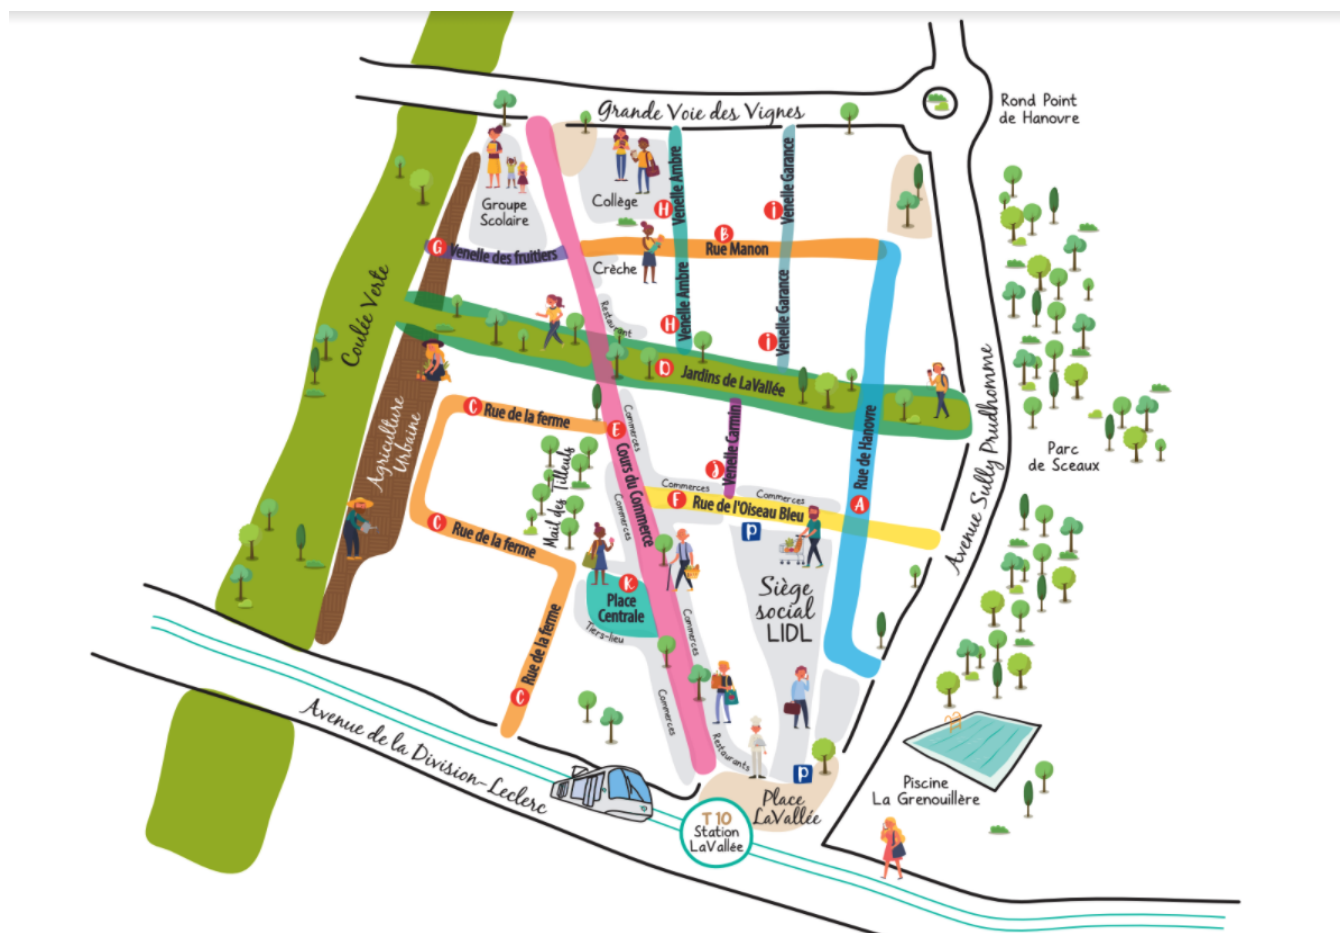 Grande Voie des Vignes
Rond Point
de Hanovre
Groupe
Scolaire
Collège
H
Venelle Ambre
i
Venelle Garance
G
Venelle des fruitiers
B
Rue Manon
Crèche
H
Venelle Ambre
i
Venelle Garance
Restaurant
Coulée Verte
D
Jardins de LaVallée
Avenue Sully Prudhomme
Parc
de Sceaux
Agriculture
Urbaine
C
Rue de la ferme
E
Cours du Commerce
Commerces
Mail des Tilleuls
J
Venelle Carmin
Rue de Hanovre
A
Commerces
Commerces
F
Rue de l'Oiseau Bleu
P
C
Rue de la ferme
Commerces
K
Place
Centrale
Tiers-lieu
Siège
social
LIDL
Commerces
C
Rue de la ferme
Commerces
Restaurants
P
Place
LaVallée
Piscine
La Grenouillère
Avenue de la Division-Leclerc
T 10
Station
LaVallée